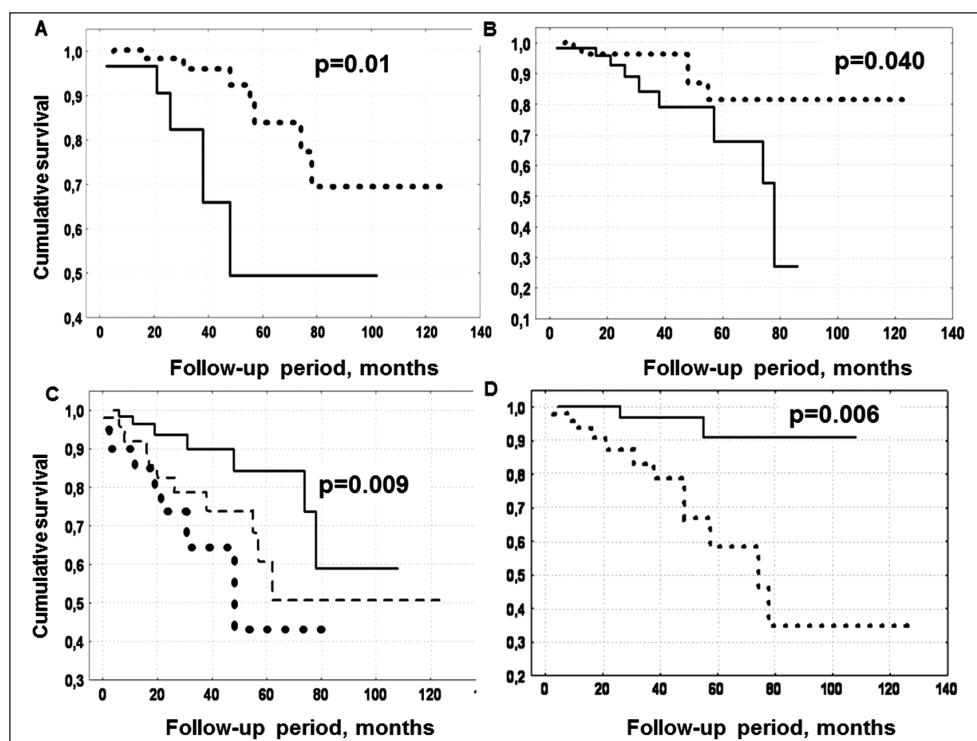 A
p=0.01
Cumulative survival
1,0
0,9
0,8
0,7
0,6
0,5
0,4
0 20 40 60 80 100 120 140
Follow-up period, months
B
p=0.040
1,0
0,9
0,8
0,7
0,6
0,5
0,4
0,3
0,2
0,1
0 20 40 60 80 100 120 140
Follow-up period, months
C
p=0.009
Cumulative survival
1,0
0,9
0,8
0,7
0,6
0,5
0,4
0,3
0 20 40 60 80 100 120
Follow-up period, months
D
p=0.006
1,0
0,9
0,8
0,7
0,6
0,5
0,4
0,3
0,2
0 20 40 60 80 100 120 140
Follow-up period, months